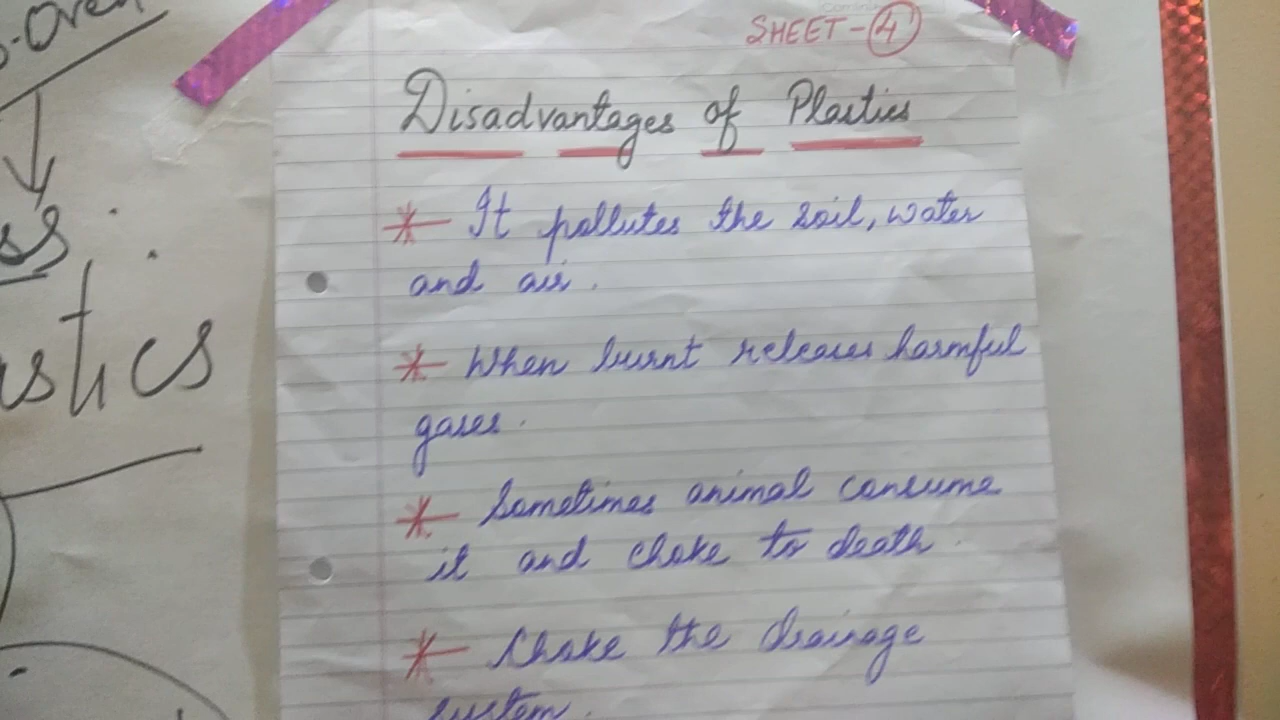 SHEET-4
Disadvantages of Plastics
* It pollutes the soil, water
and air.
* When burnt releases harmful
gases.
* Sometimes animal consume
it and choke to death.
* Choke the drainage
system.
stics